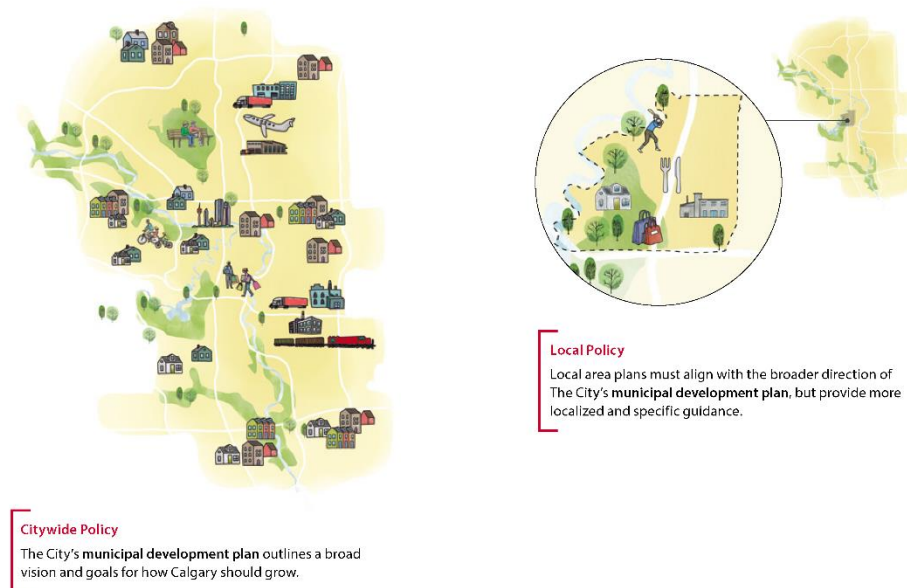 Local Policy
Local area plans must align with the broader direction of
The City's municipal development plan, but provide more
localized and specific guidance.
Citywide Policy
The City's municipal development plan outlines a broad
vision and goals for how Calgary should grow.